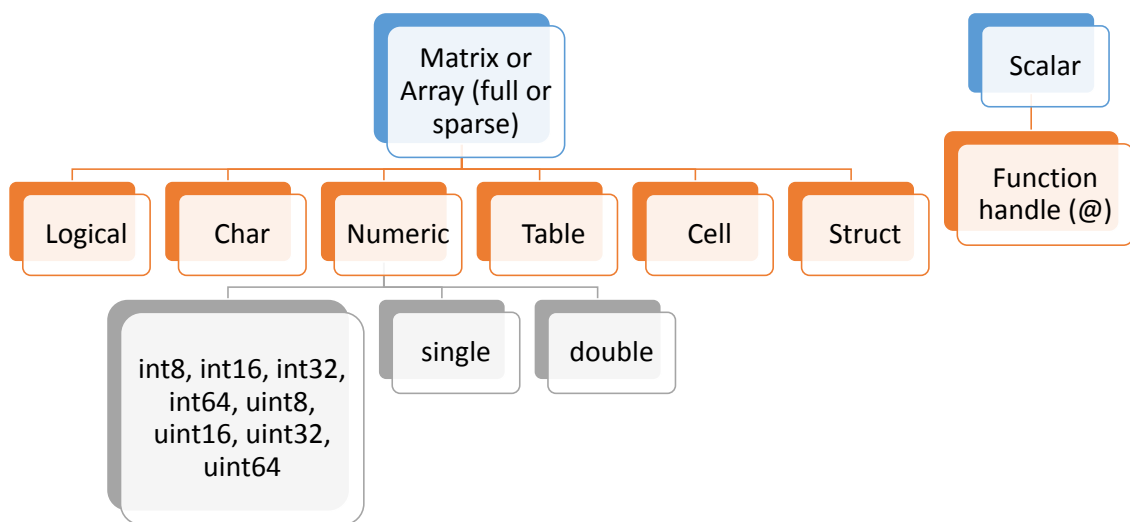 Matrix or
Array (full or
sparse)
Scalar
Function
handle (@)
Logical
Char
Numeric
Table
Cell
Struct
int8, int16, int32,
int64, uint8,
uint16, uint32,
uint64
single
double